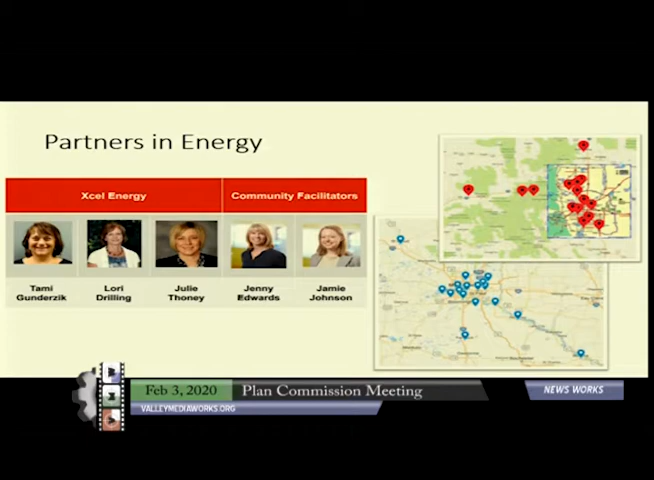 Partners in Energy
Xcel Energy
Community Facilitators
Tami
Gunderzik
Lori
Drilling
Julie
Thoney
Jenny
Edwards
Jamie
Johnson
Feb 3, 2020
Plan Commission Meeting
NEWS WORKS
VALLEYMEDIAWORKS.ORG